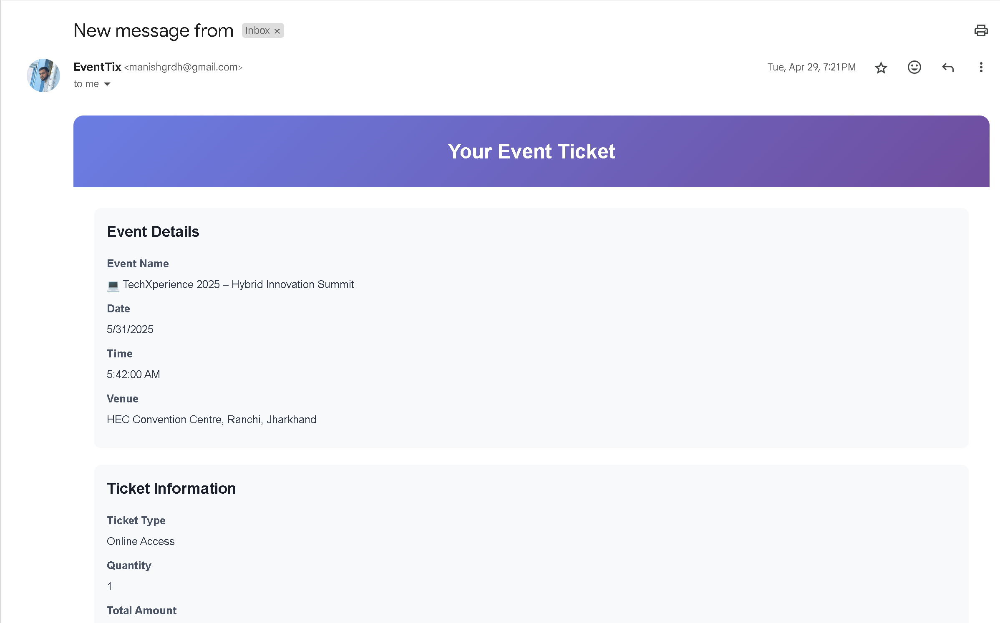 New message from Inbox ×
EventTix <manishgrdh@gmail.com> Tue, Apr 29, 7:21 PM
to me
Your Event Ticket
Event Details
Event Name
💻 TechXperience 2025 – Hybrid Innovation Summit
Date
5/31/2025
Time
5:42:00 AM
Venue
HEC Convention Centre, Ranchi, Jharkhand
Ticket Information
Ticket Type
Online Access
Quantity
1
Total Amount